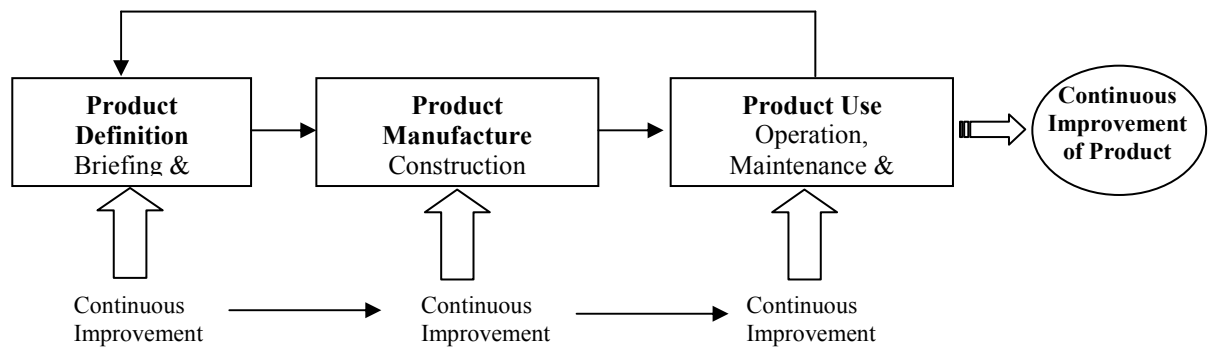 Product
Definition
Briefing &
Product
Manufacture
Construction
Product Use
Operation,
Maintenance &
Continuous
Improvement
of Product
Continuous
Improvement
Continuous
Improvement
Continuous
Improvement